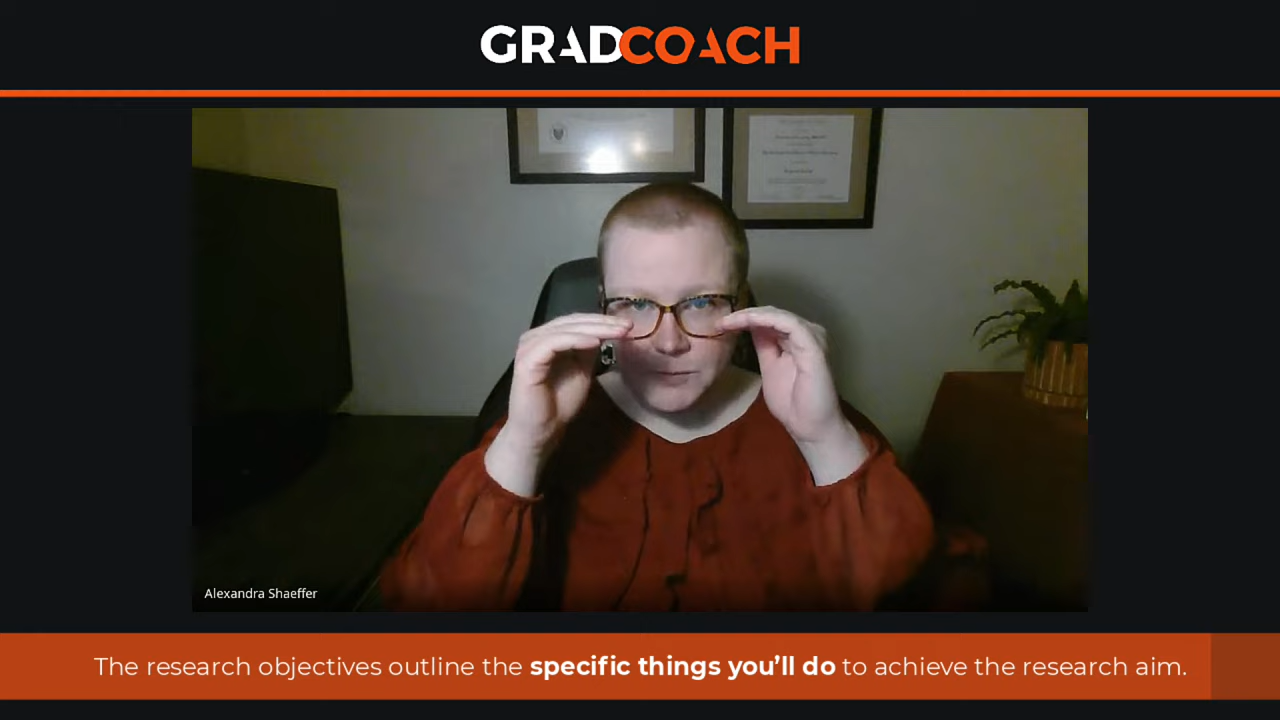 GRADCOACH
Alexandra Shaeffer
The research objectives outline the specific things you’ll do to achieve the research aim.